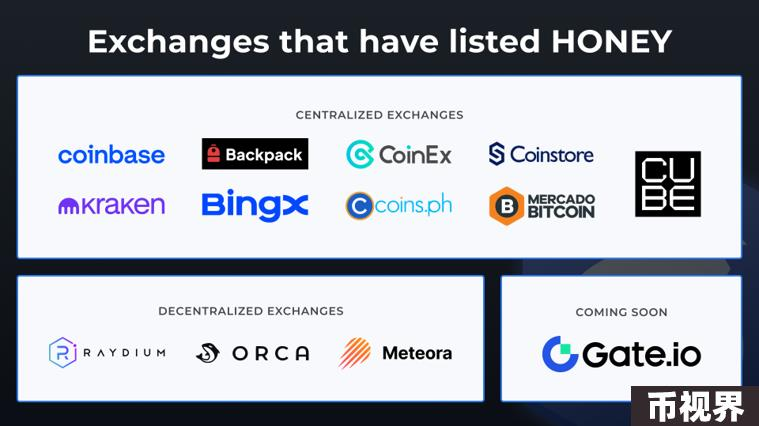 Exchanges that have listed HONEY
CENTRALIZED EXCHANGES
coinbase
Backpack
CoinEx
Coinstore
CU
BE
kraken
BingX
coins.ph
MERCADO
BITCOIN
DECENTRALIZED EXCHANGES
RAYDIUM
ORCA
Meteora
COMING SOON
Gate.io
币视界